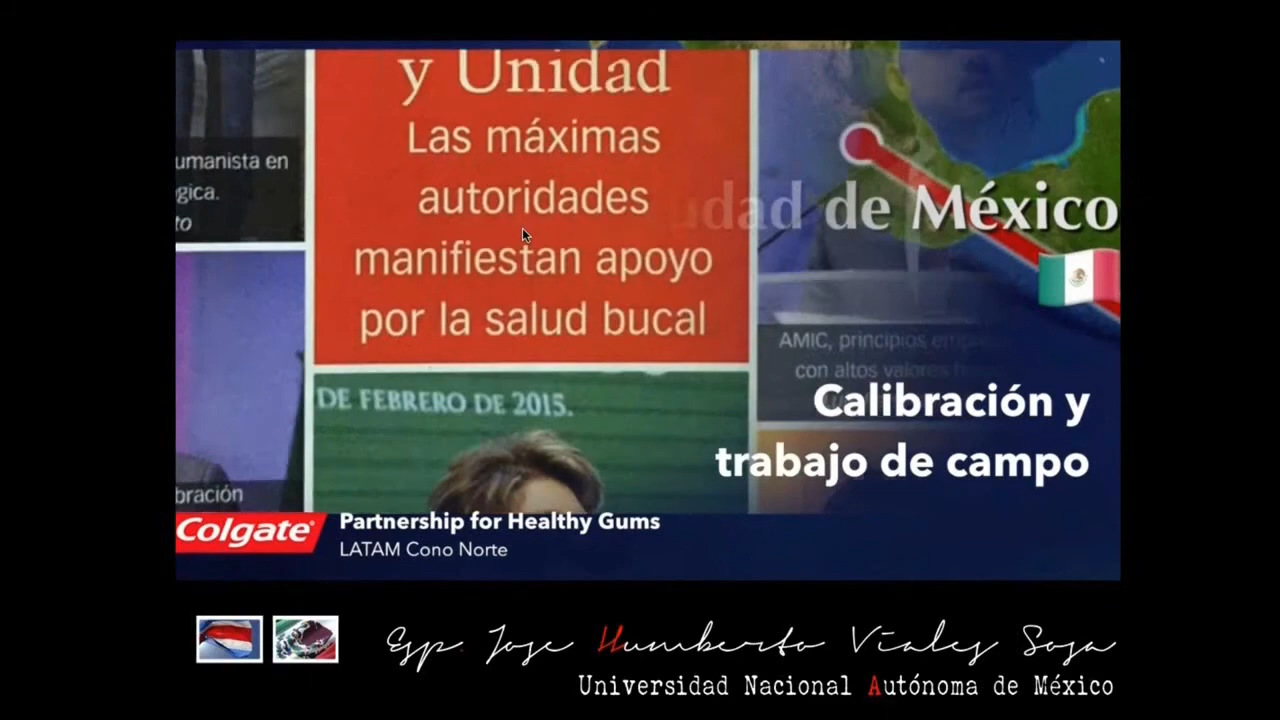 y Unidad
Las máximas
autoridades
manifiestan apoyo
por la salud bucal
umanista en
gica.
to
dad de México
AMIC, principios
con altos valores
Calibración y
trabajo de campo
DE FEBRERO DE 2015.
bración
Colgate
Partnership for Healthy Gums
LATAM Cono Norte
Esp. Jose Humberto Viales Sosa
Universidad Nacional Autónoma de México